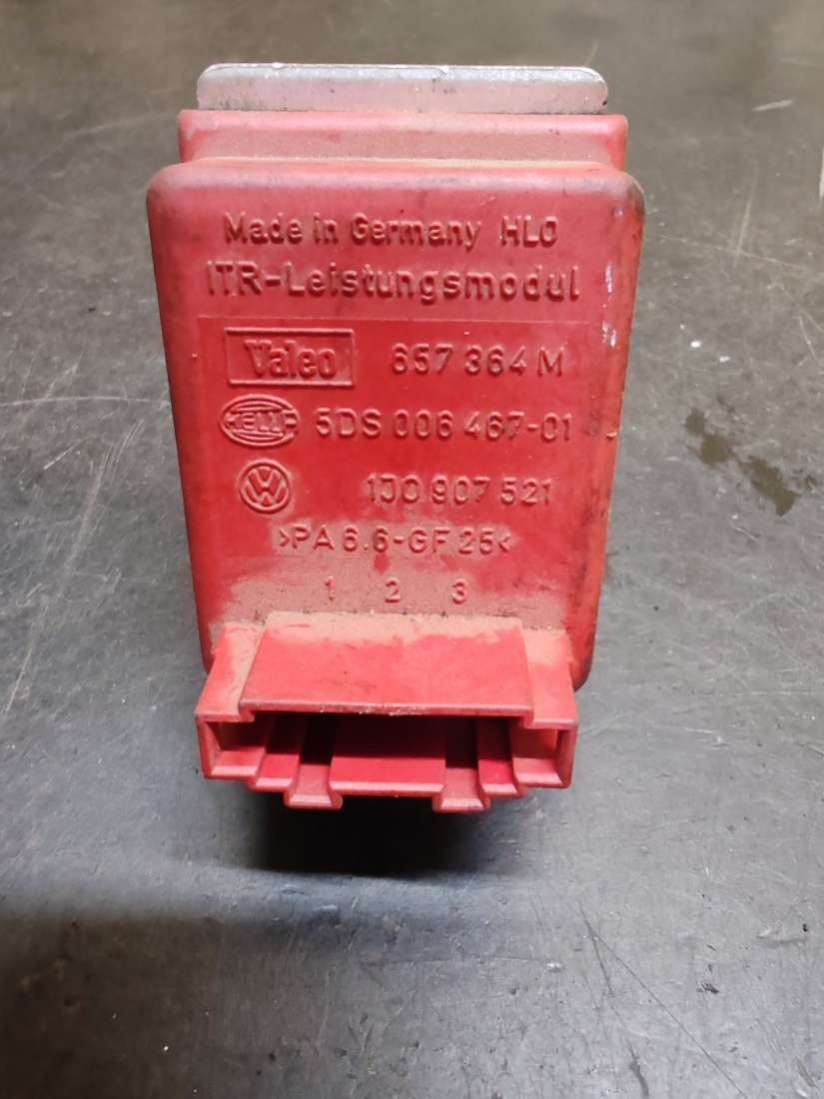 Made in Germany HLO
ITR-Leistungsmodul
Valeo 657 364 M
HELLA 5DS 006 467-01
VW 1J0 907 521
>PA 6.6-GF 25<
1 2 3